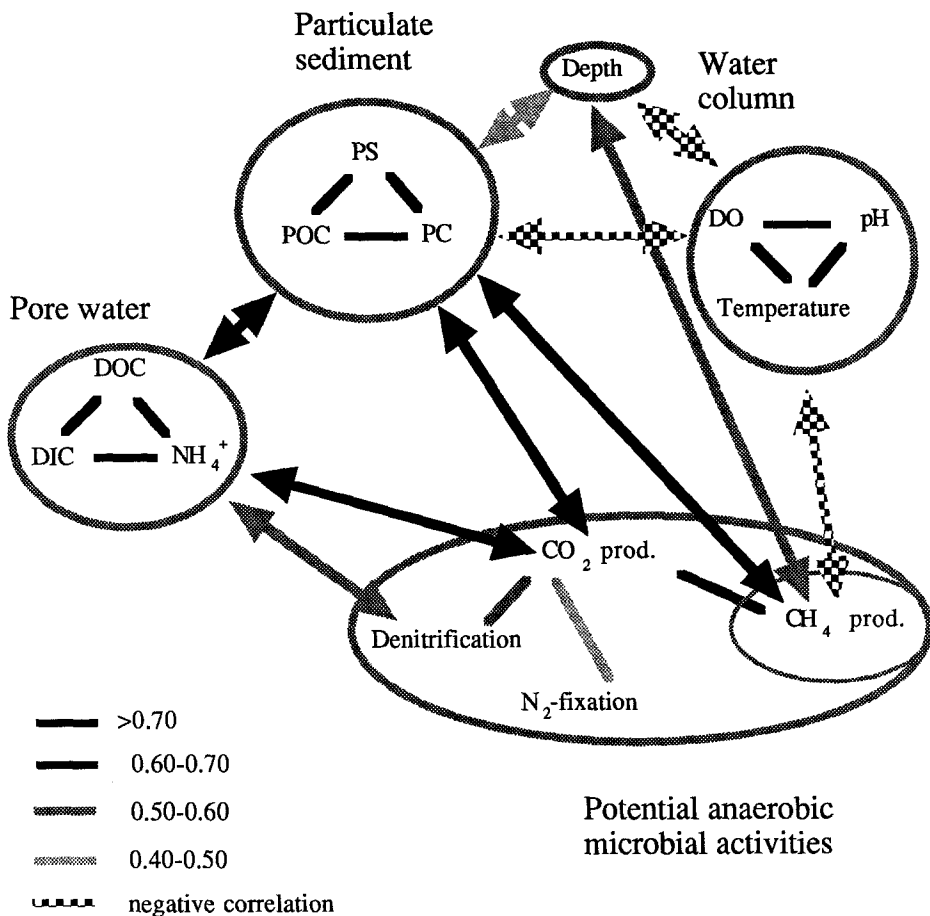 Particulate
sediment
Depth
Water
column
PS
POC
PC
DO
pH
Temperature
Pore water
DOC
DIC
NH₄⁺
CO₂ prod.
Denitrification
CH₄ prod.
N₂-fixation
>0.70
0.60-0.70
0.50-0.60
0.40-0.50
negative correlation
Potential anaerobic
microbial activities